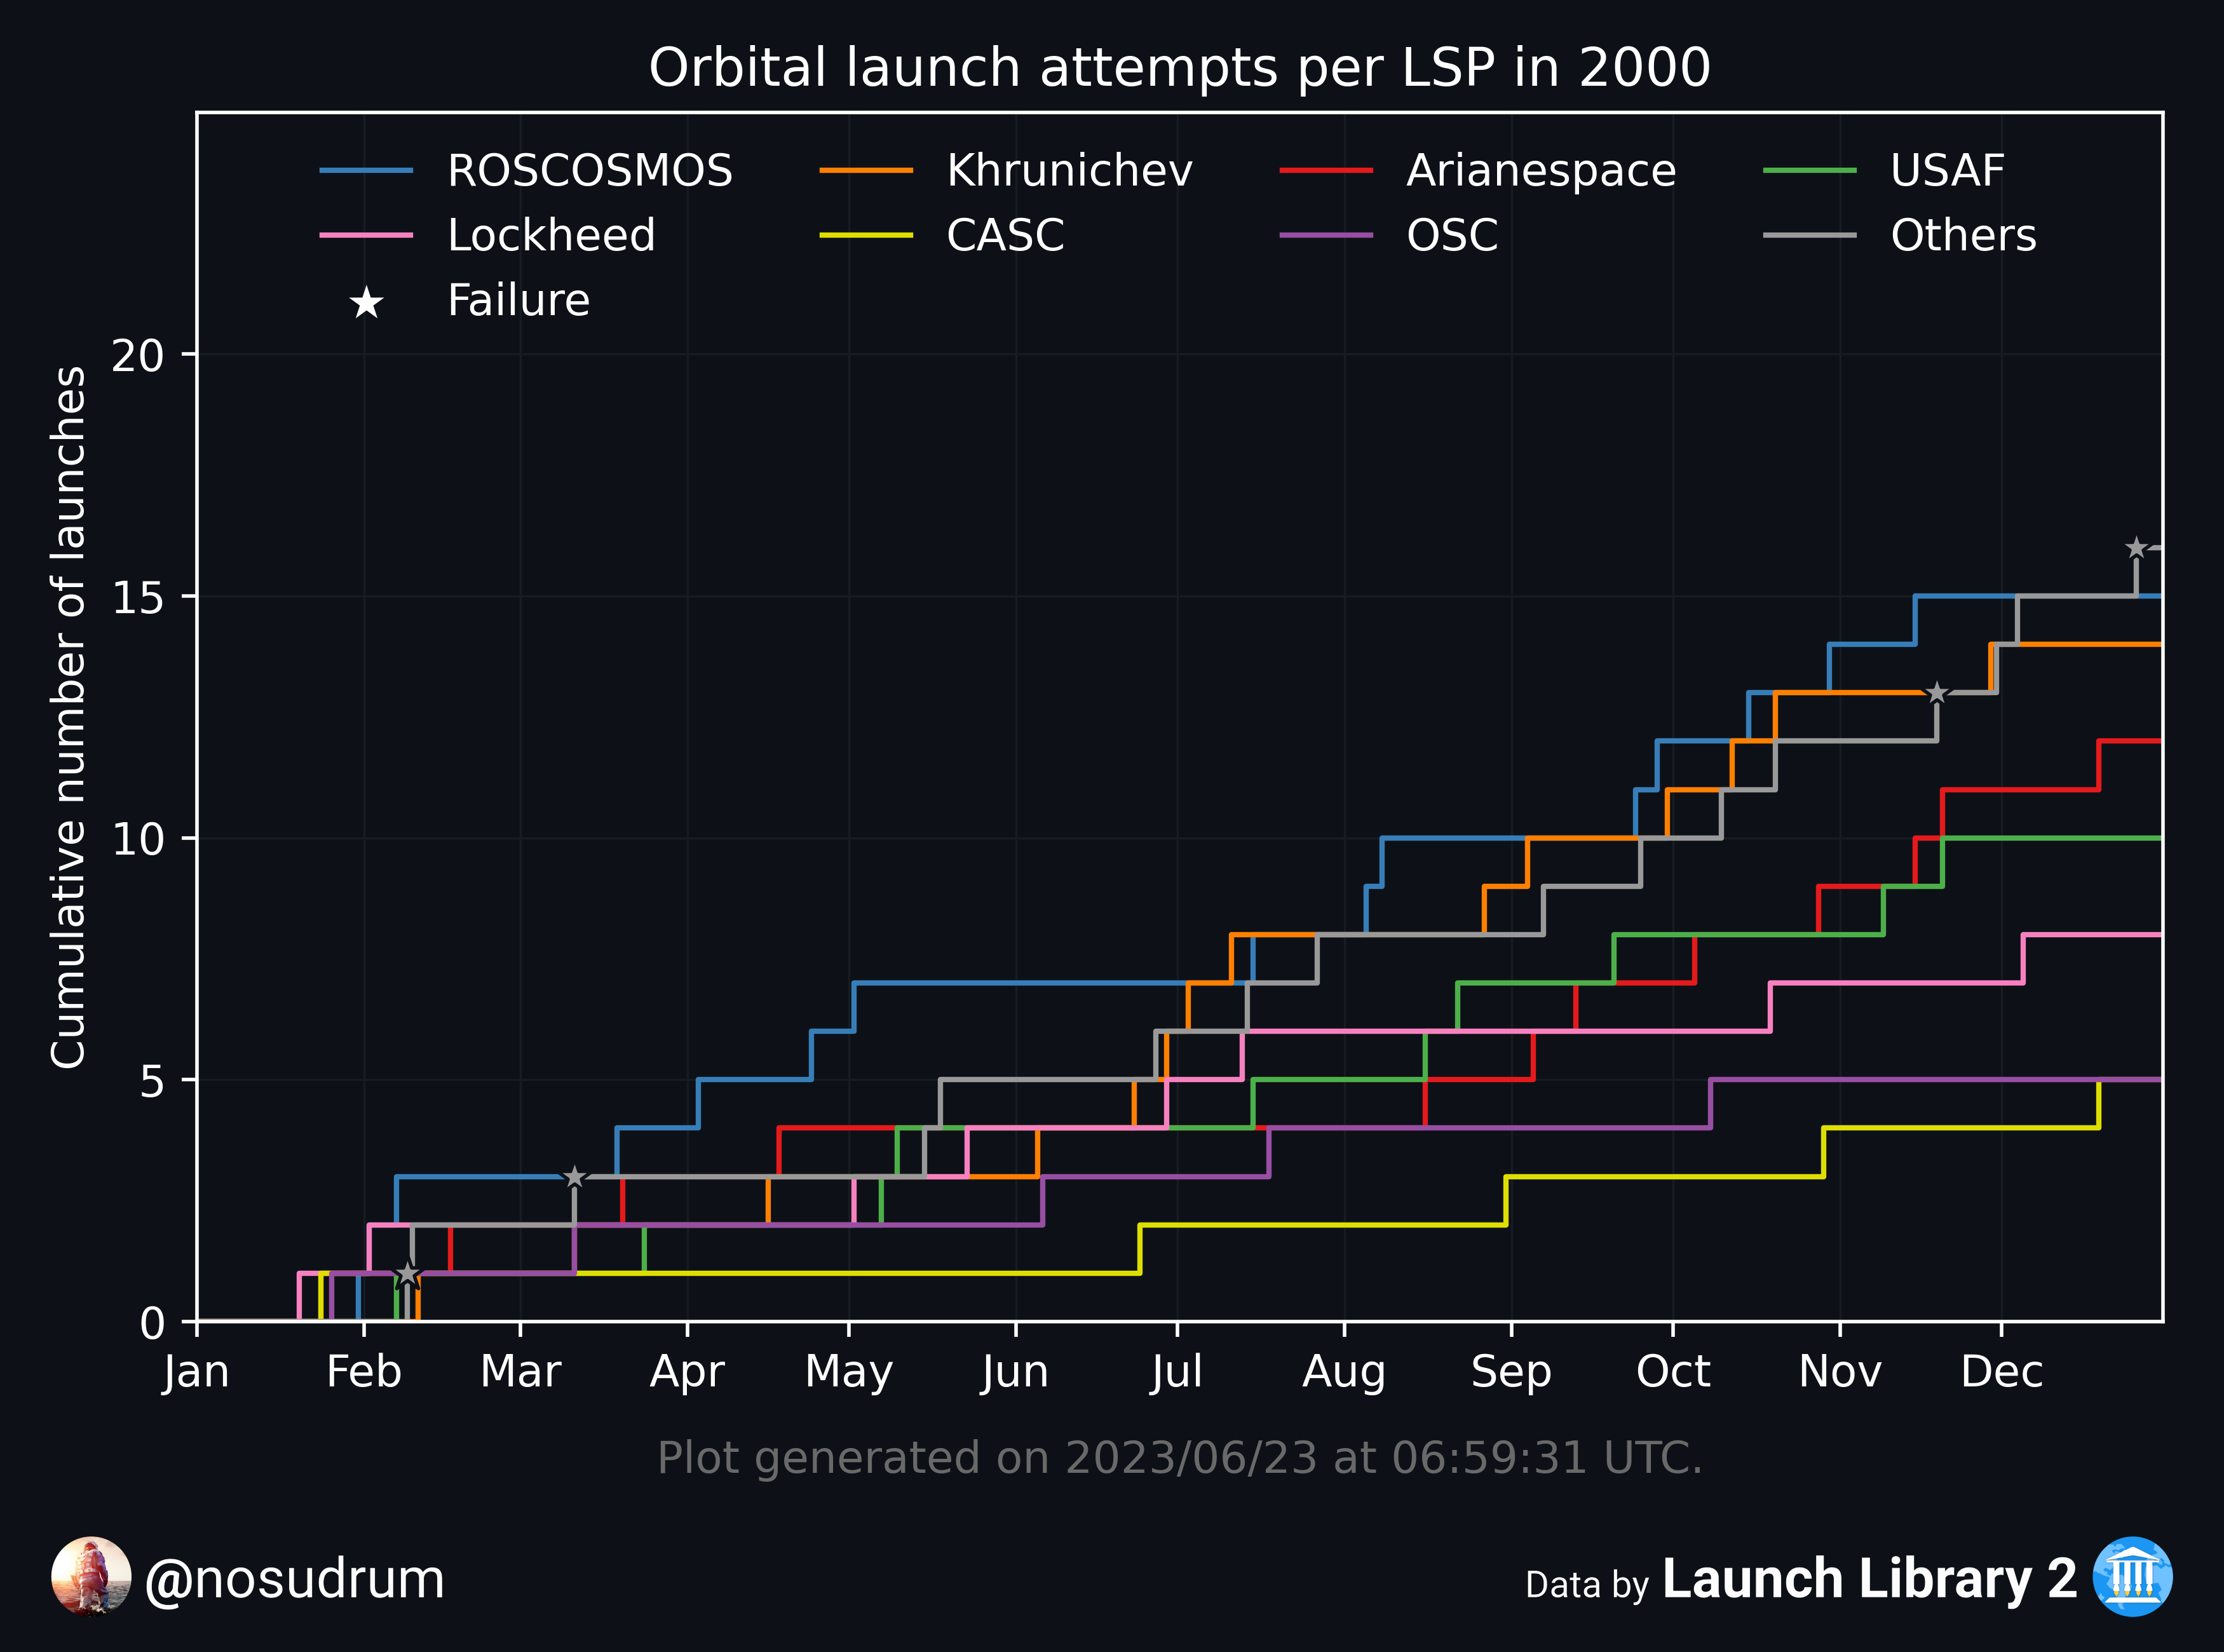 Orbital launch attempts per LSP in 2000
ROSCOSMOS Khrunichev Arianespace USAF
Lockheed CASC OSC Others
Failure
Cumulative number of launches
20
15
10
5
0
Jan Feb Mar Apr May Jun Jul Aug Sep Oct Nov Dec
Plot generated on 2023/06/23 at 06:59:31 UTC.
@nosudrum
Data by Launch Library 2